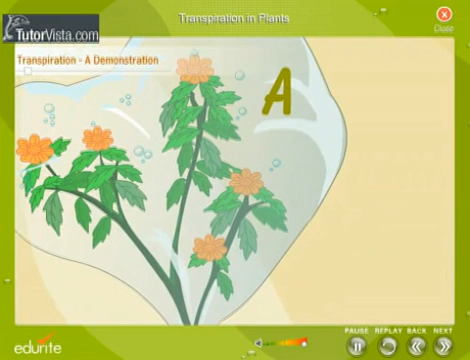 Transpiration in Plants
TutorVista.com
Close
Transpiration - A Demonstration
A
PAUSE REPLAY BACK NEXT
edurite